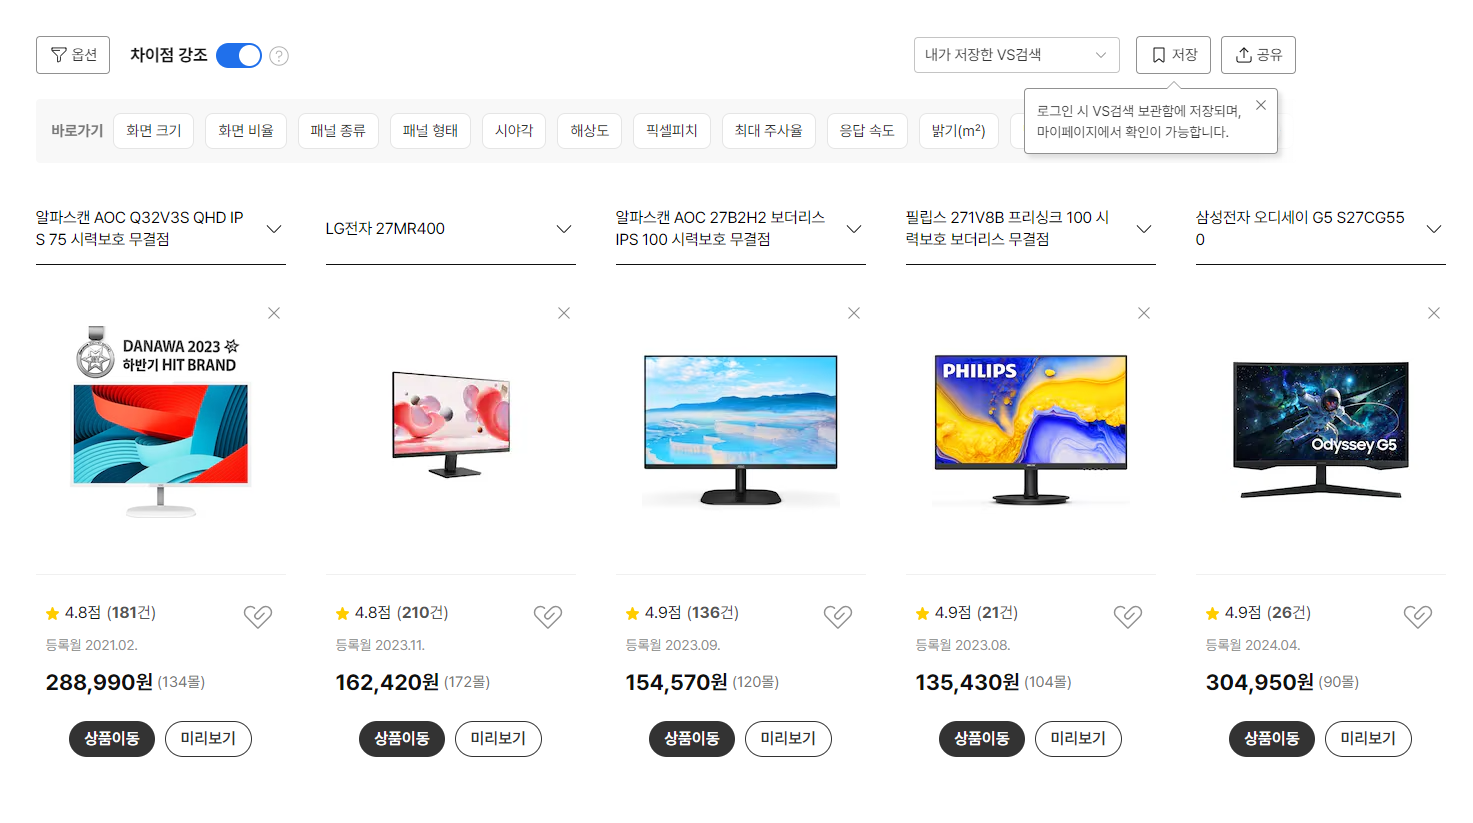 옵션
차이점 강조
?
내가 저장한 VS검색
저장
공유
로그인 시 VS검색 보관함에 저장되며,
마이페이지에서 확인이 가능합니다.
바로가기
화면 크기
화면 비율
패널 종류
패널 형태
시야각
해상도
픽셀피치
최대 주사율
응답 속도
밝기(m²)
알파스캔 AOC Q32V3S QHD IP
S 75 시력보호 무결점
LG전자 27MR400
알파스캔 AOC 27B2H2 보더리스
IPS 100 시력보호 무결점
필립스 271V8B 프리싱크 100 시
력보호 보더리스 무결점
삼성전자 오디세이 G5 S27CG55
0
DANAWA 2023
하반기 HIT BRAND
PHILIPS
Odyssey G5
4.8점 (181건)
등록월 2021.02.
288,990원 (134몰)
상품이동
미리보기
4.8점 (210건)
등록월 2023.11.
162,420원 (172몰)
상품이동
미리보기
4.9점 (136건)
등록월 2023.09.
154,570원 (120몰)
상품이동
미리보기
4.9점 (21건)
등록월 2023.08.
135,430원 (104몰)
상품이동
미리보기
4.9점 (26건)
등록월 2024.04.
304,950원 (90몰)
상품이동
미리보기